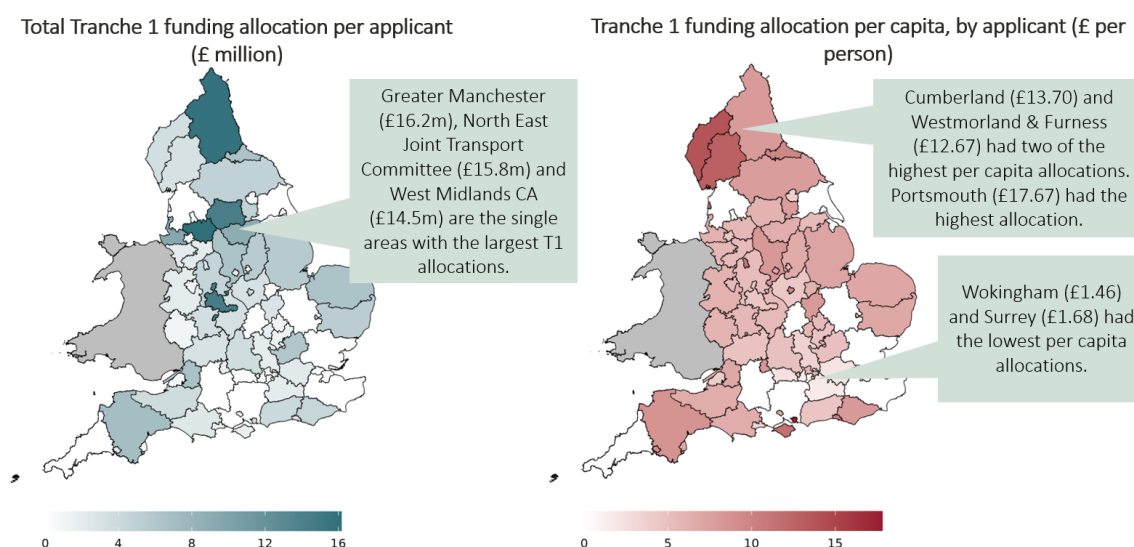 Total Tranche 1 funding allocation per applicant
(£ million)
Greater Manchester
(£16.2m), North East
Joint Transport
Committee (£15.8m) and
West Midlands CA
(£14.5m) are the single
areas with the largest T1
allocations.
0 4 8 12 16
Tranche 1 funding allocation per capita, by applicant (£ per
person)
Cumberland (£13.70) and
Westmorland & Furness
(£12.67) had two of the
highest per capita allocations.
Portsmouth (£17.67) had the
highest allocation.
Wokingham (£1.46)
and Surrey (£1.68) had
the lowest per capita
allocations.
0 5 10 15